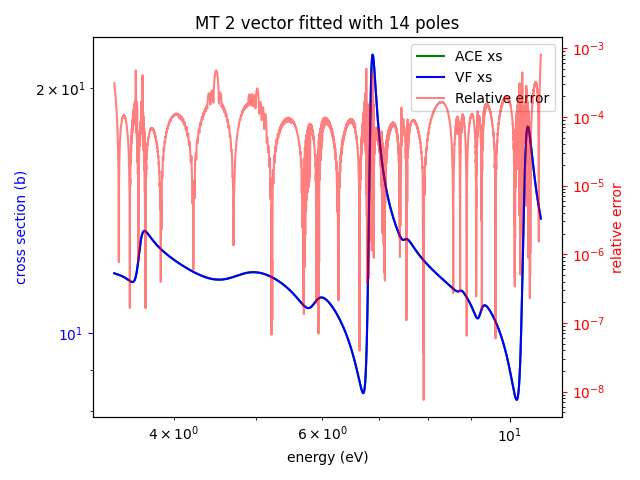 MT 2 vector fitted with 14 poles
ACE xs
VF xs
Relative error
cross section (b)
2 × 10¹
10¹
10⁻³
10⁻⁴
10⁻⁵
10⁻⁶
10⁻⁷
10⁻⁸
relative error
4 × 10⁰ 6 × 10⁰ 10¹
energy (eV)